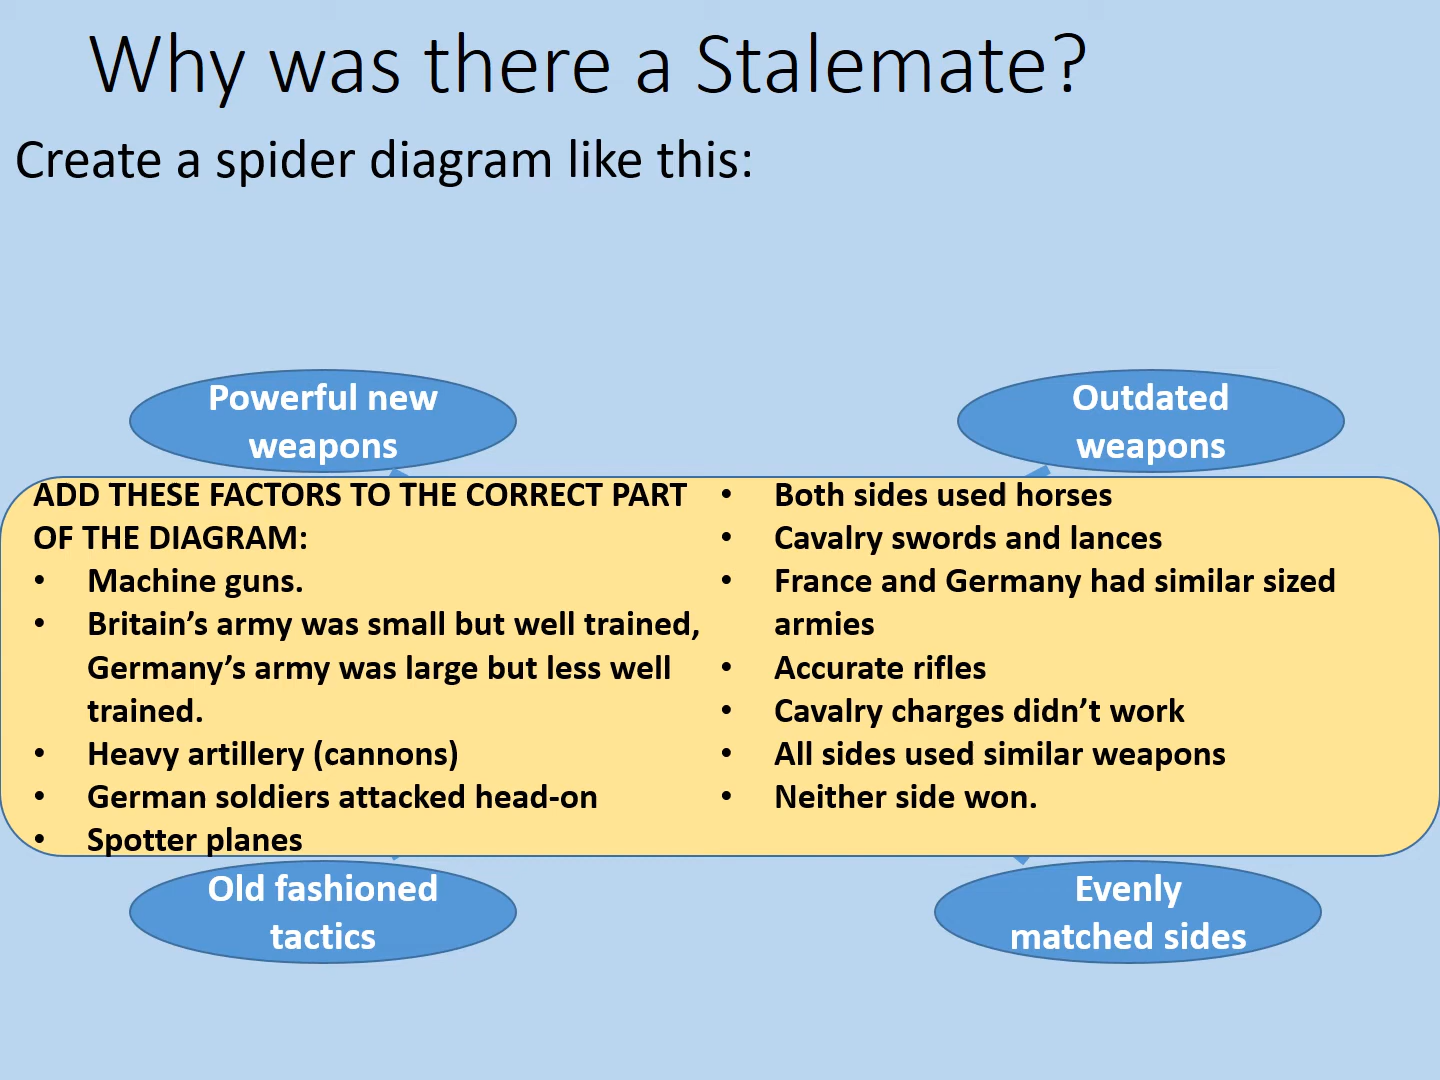 Why was there a Stalemate?
Create a spider diagram like this:
Powerful new
weapons
Outdated
weapons
ADD THESE FACTORS TO THE CORRECT PART
OF THE DIAGRAM:
• Machine guns.
• Britain’s army was small but well trained,
Germany’s army was large but less well
trained.
• Heavy artillery (cannons)
• German soldiers attacked head-on
• Spotter planes
• Both sides used horses
• Cavalry swords and lances
• France and Germany had similar sized
armies
• Accurate rifles
• Cavalry charges didn’t work
• All sides used similar weapons
• Neither side won.
Old fashioned
tactics
Evenly
matched sides